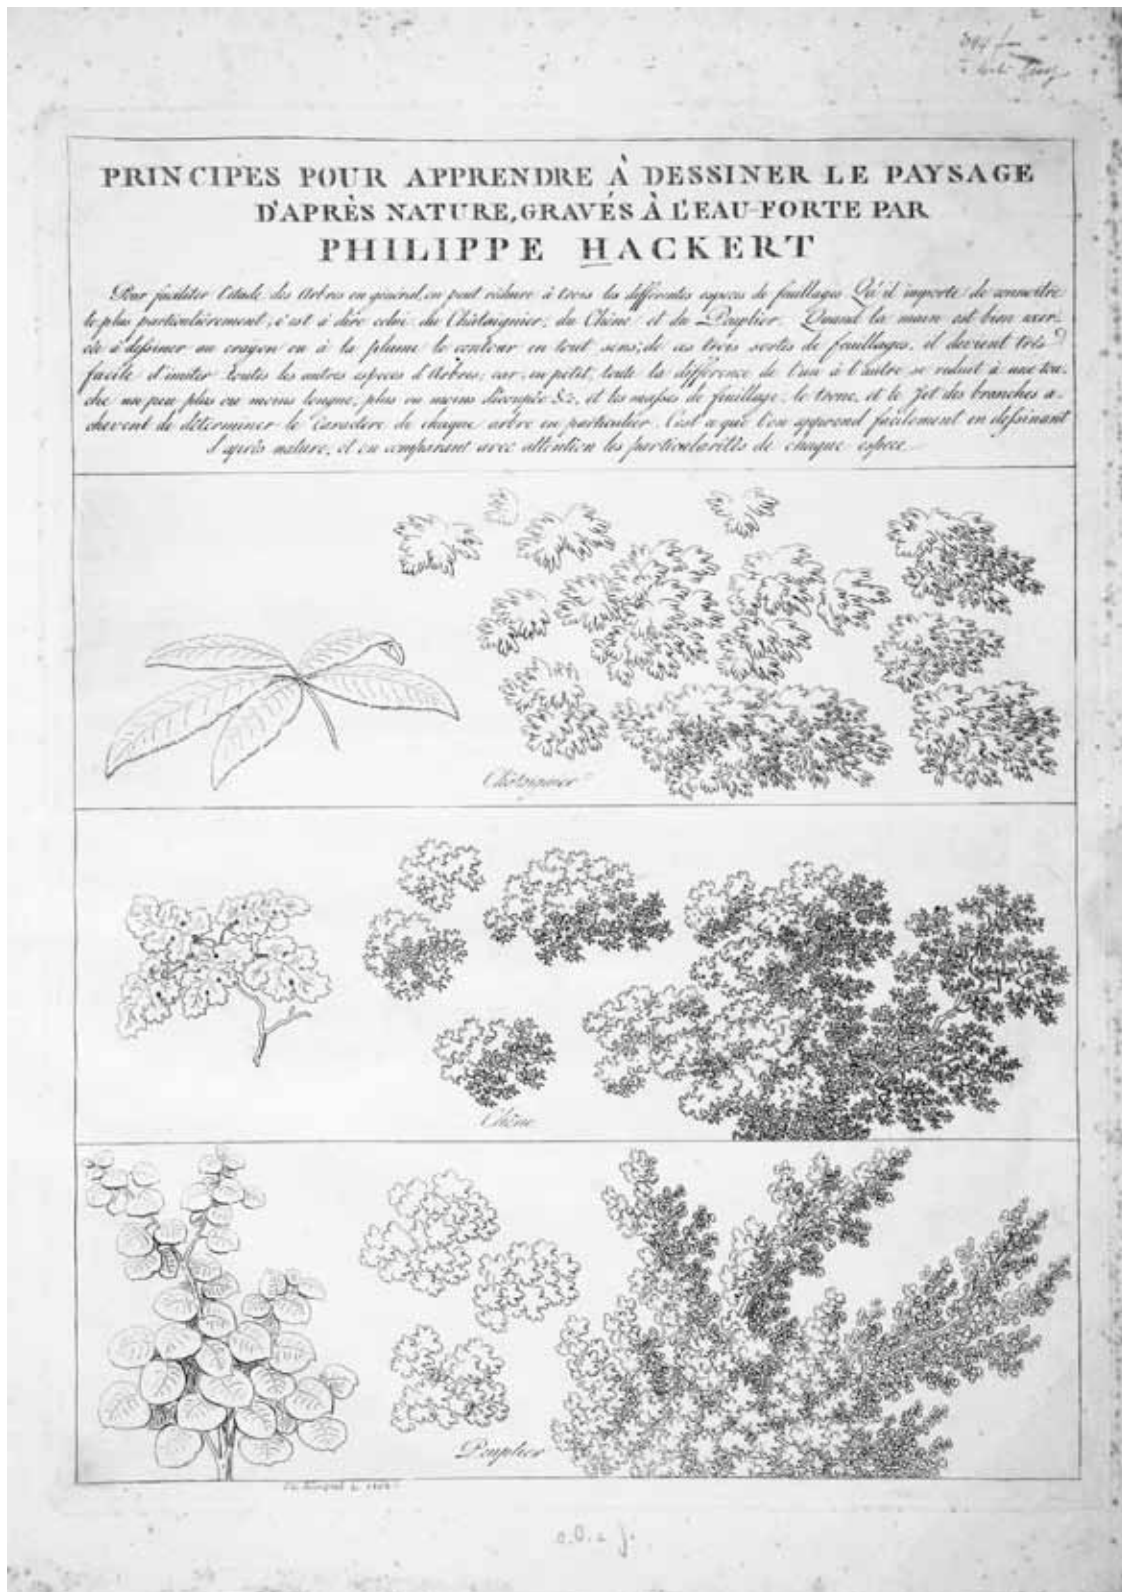 PRINCIPES POUR APPRENDRE À DESSINER LE PAYSAGE
D'APRÈS NATURE, GRAVÉS À L'EAU-FORTE PAR
PHILIPPE HACKERT
Pour faciliter l'étude des Arbres en général, on peut réduire à trois les différentes especes de feuillages Qu'il importe de connoître
le plus particulièrement; c'est à dire celui du Châtaignier, du Chêne et du Peuplier. Quand la main est bien exer-
cée à dessiner au crayon ou à la plume le contour en tout sens, de ces trois sortes de feuillages, il devient très
facile d'imiter toutes les autres especes d'Arbres; car, en petit, toute la différence de l'un à l'autre se réduit à une tou-
che un peu plus ou moins longue, plus ou moins découpée &c, et les masses de feuillage, le tronc, et le Jet des branches a-
chevent de déterminer le Caractere de chaque arbre en particulier. C'est ce que l'on apprend facilement en dessinant
d'après nature, et en comparant avec attention les particularités de chaque espece.
Châtaignier
Chêne
Peuplier